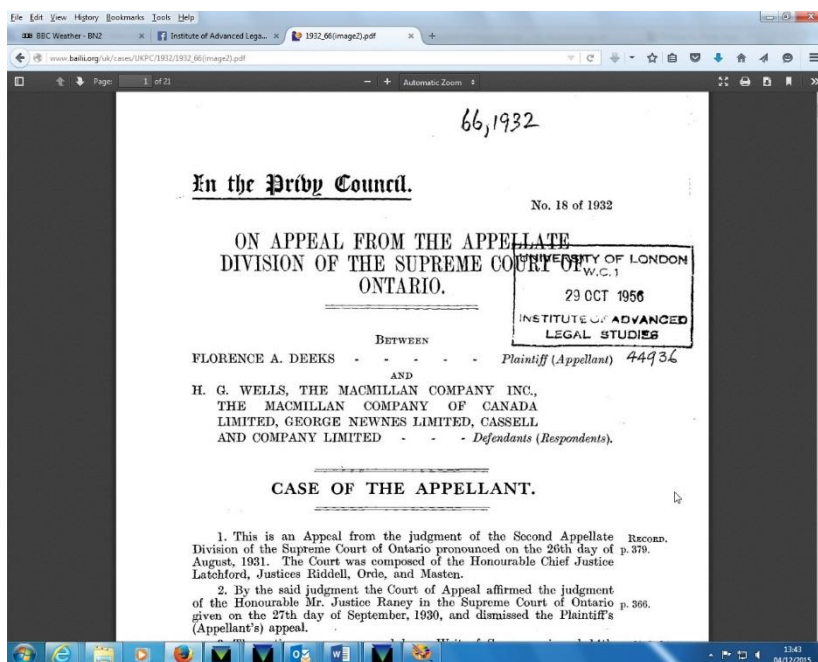 File Edit View History Bookmarks Tools Help
BBC Weather - BN2 × Institute of Advanced Lega... × 1932_66(image2).pdf × +
www.bailii.org/uk/cases/UKPC/1932/1932_66(image2).pdf
Page: 1 of 21 − + Automatic Zoom
66,1932
In the Privy Council.
No. 18 of 1932
ON APPEAL FROM THE APPELLATE
DIVISION OF THE SUPREME COURT OF
ONTARIO.
UNIVERSITY OF LONDON
W.C.1
29 OCT 1956
INSTITUTE OF ADVANCED
LEGAL STUDIES
BETWEEN
FLORENCE A. DEEKS - - - - - Plaintiff (Appellant) 44936
AND
H. G. WELLS, THE MACMILLAN COMPANY INC.,
THE MACMILLAN COMPANY OF CANADA
LIMITED, GEORGE NEWNES LIMITED, CASSELL
AND COMPANY LIMITED - - - Defendants (Respondents).
CASE OF THE APPELLANT.
1. This is an Appeal from the judgment of the Second Appellate RECORD.
Division of the Supreme Court of Ontario pronounced on the 26th day of p. 379.
August, 1931. The Court was composed of the Honourable Chief Justice
Latchford, Justices Riddell, Orde, and Masten.
2. By the said judgment the Court of Appeal affirmed the judgment
of the Honourable Mr. Justice Raney in the Supreme Court of Ontario p. 366.
given on the 27th day of September, 1930, and dismissed the Plaintiff's
(Appellant's) appeal.
13:43
04/12/2015